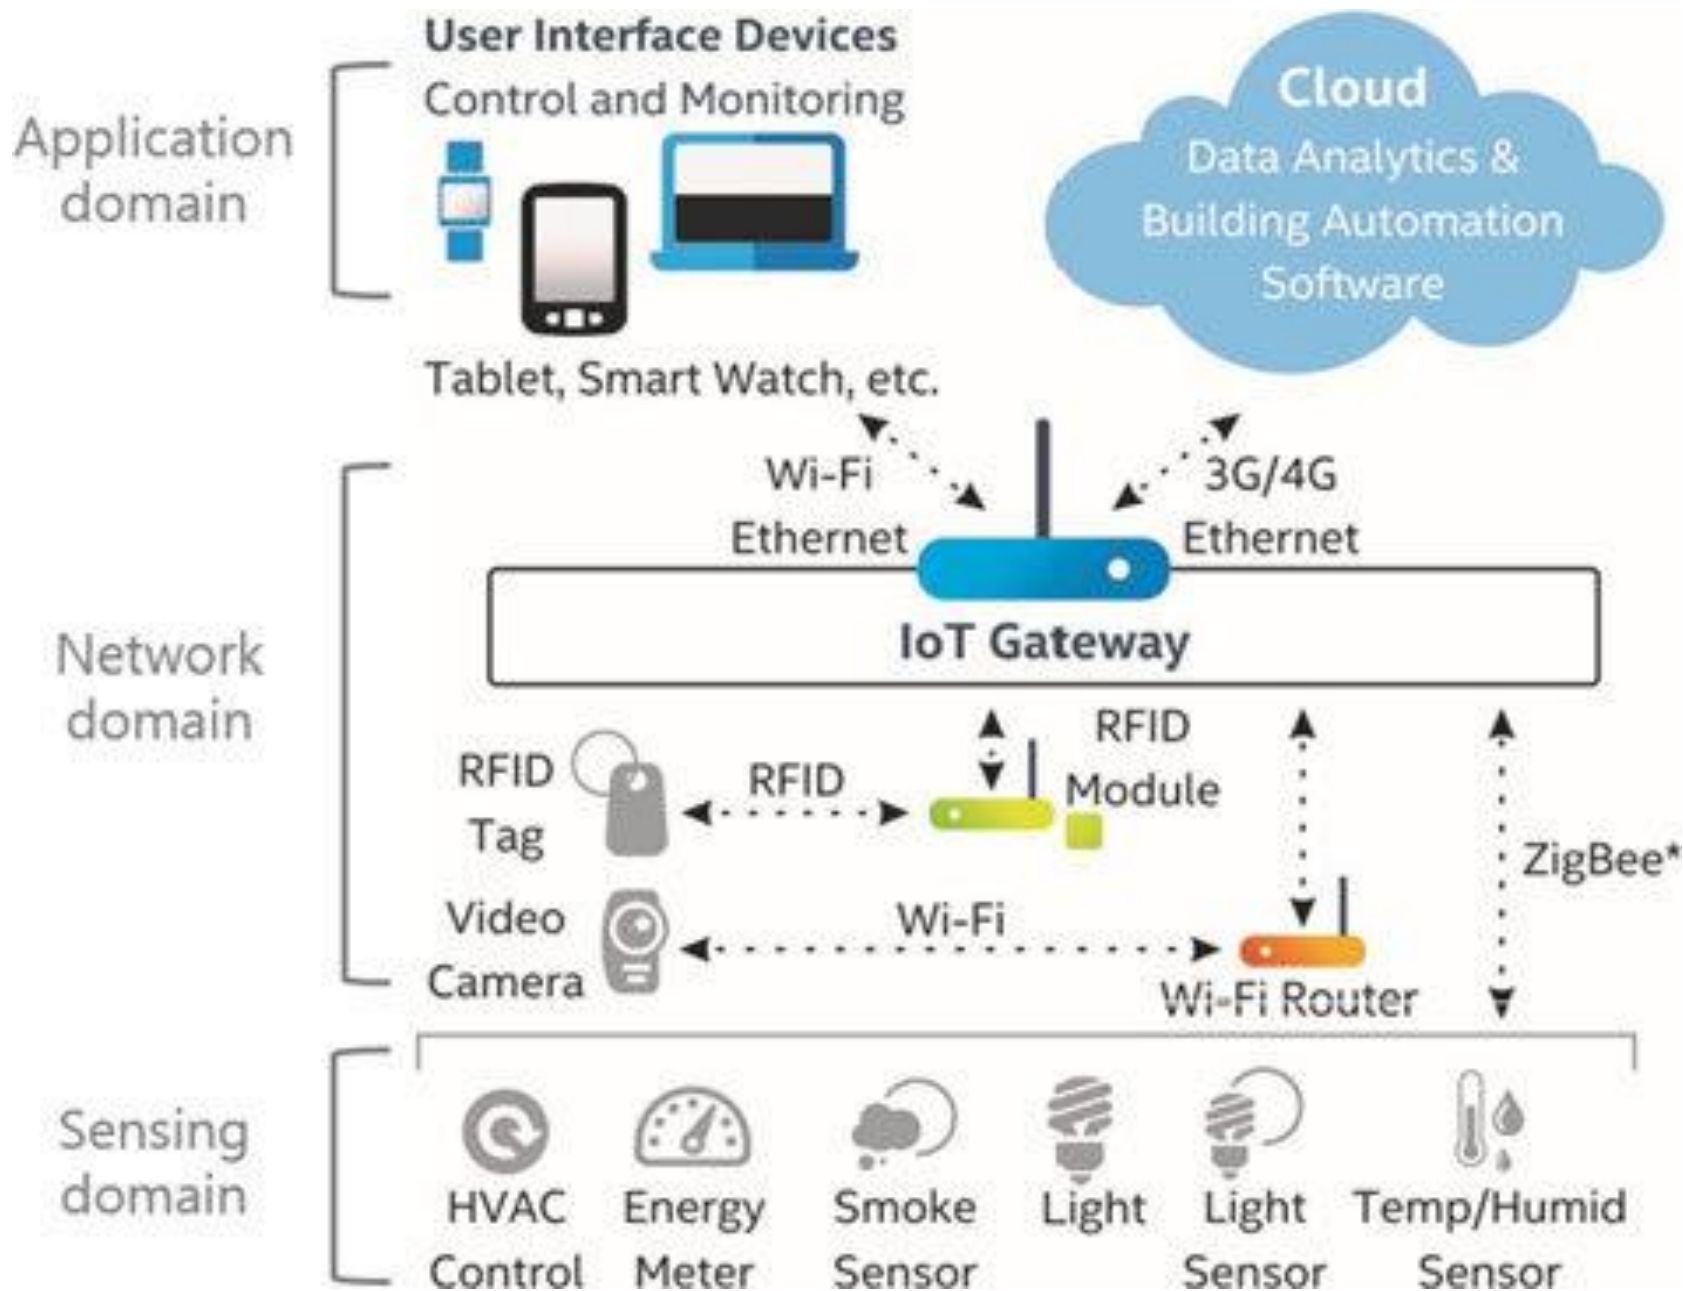 User Interface Devices
Control and Monitoring
Application
domain
Tablet, Smart Watch, etc.
Cloud
Data Analytics &
Building Automation
Software
Wi-Fi
Ethernet
3G/4G
Ethernet
IoT Gateway
Network
domain
RFID
Tag
RFID
RFID
Module
ZigBee*
Video
Camera
Wi-Fi
Wi-Fi Router
Sensing
domain
HVAC
Control
Energy
Meter
Smoke
Sensor
Light
Light
Sensor
Temp/Humid
Sensor